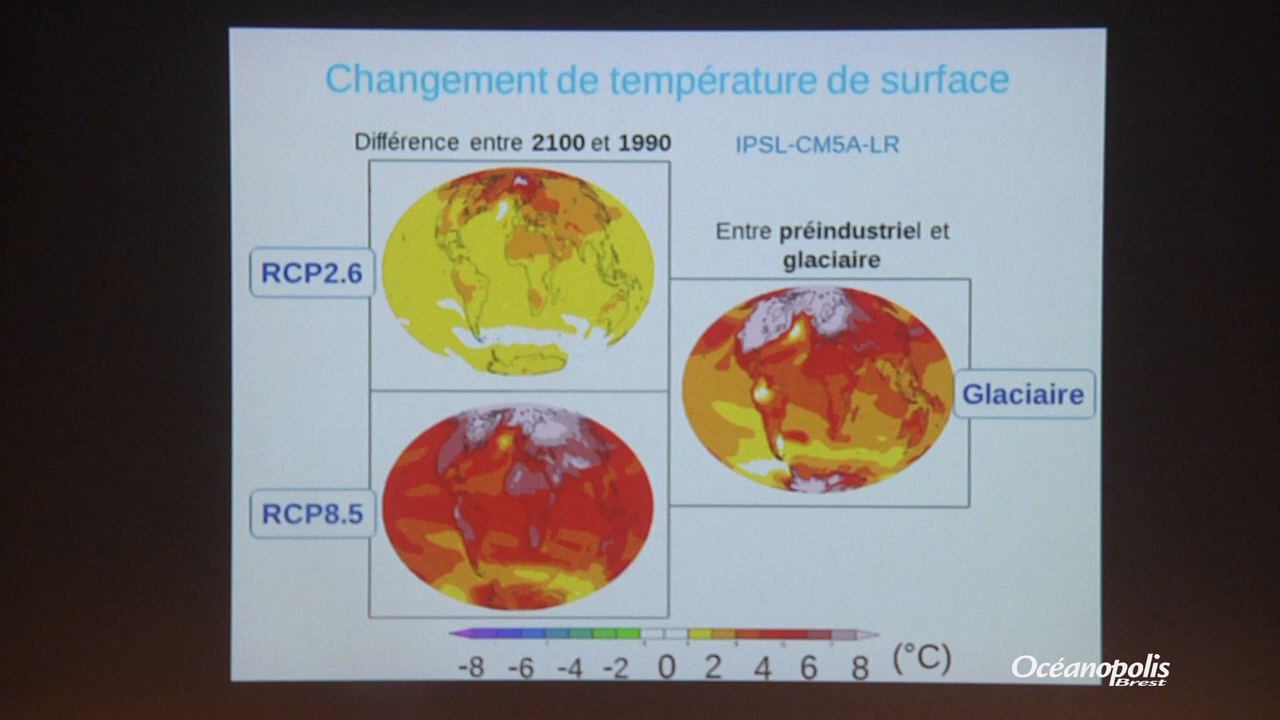 Changement de température de surface
Différence entre 2100 et 1990
IPSL-CM5A-LR
RCP2.6
Entre préindustriel et
glaciaire
Glaciaire
RCP8.5
-8 -6 -4 -2 0 2 4 6 8 (°C)
Océanopolis
Brest